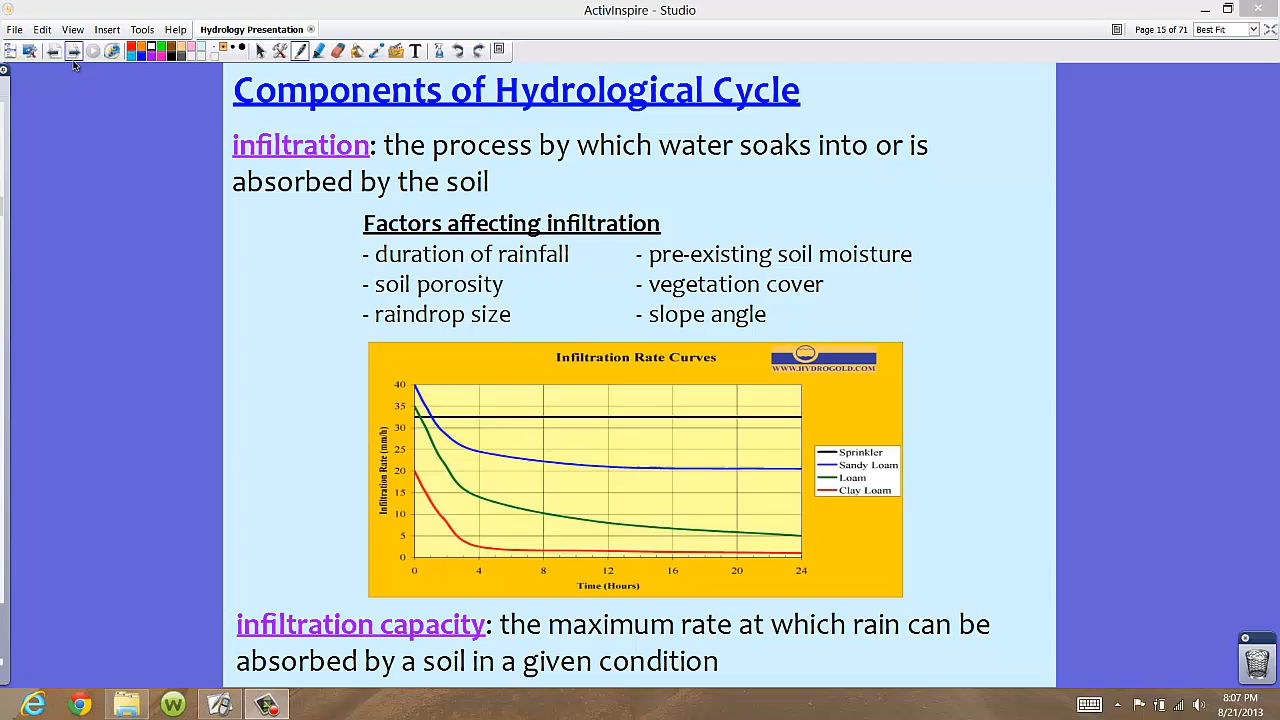 ActivInspire - Studio
File Edit View Insert Tools Help Hydrology Presentation Page 15 of 71 Best Fit
Components of Hydrological Cycle
infiltration: the process by which water soaks into or is
absorbed by the soil
Factors affecting infiltration
- duration of rainfall - pre-existing soil moisture
- soil porosity - vegetation cover
- raindrop size - slope angle
Infiltration Rate Curves
WWW.HYDROGOLD.COM
Infiltration Rate (mm/h)
40
35
30
25
20
15
10
5
0
0 4 8 12 16 20 24
Time (Hours)
Sprinkler
Sandy Loam
Loam
Clay Loam
infiltration capacity: the maximum rate at which rain can be
absorbed by a soil in a given condition
8:07 PM
8/21/2013